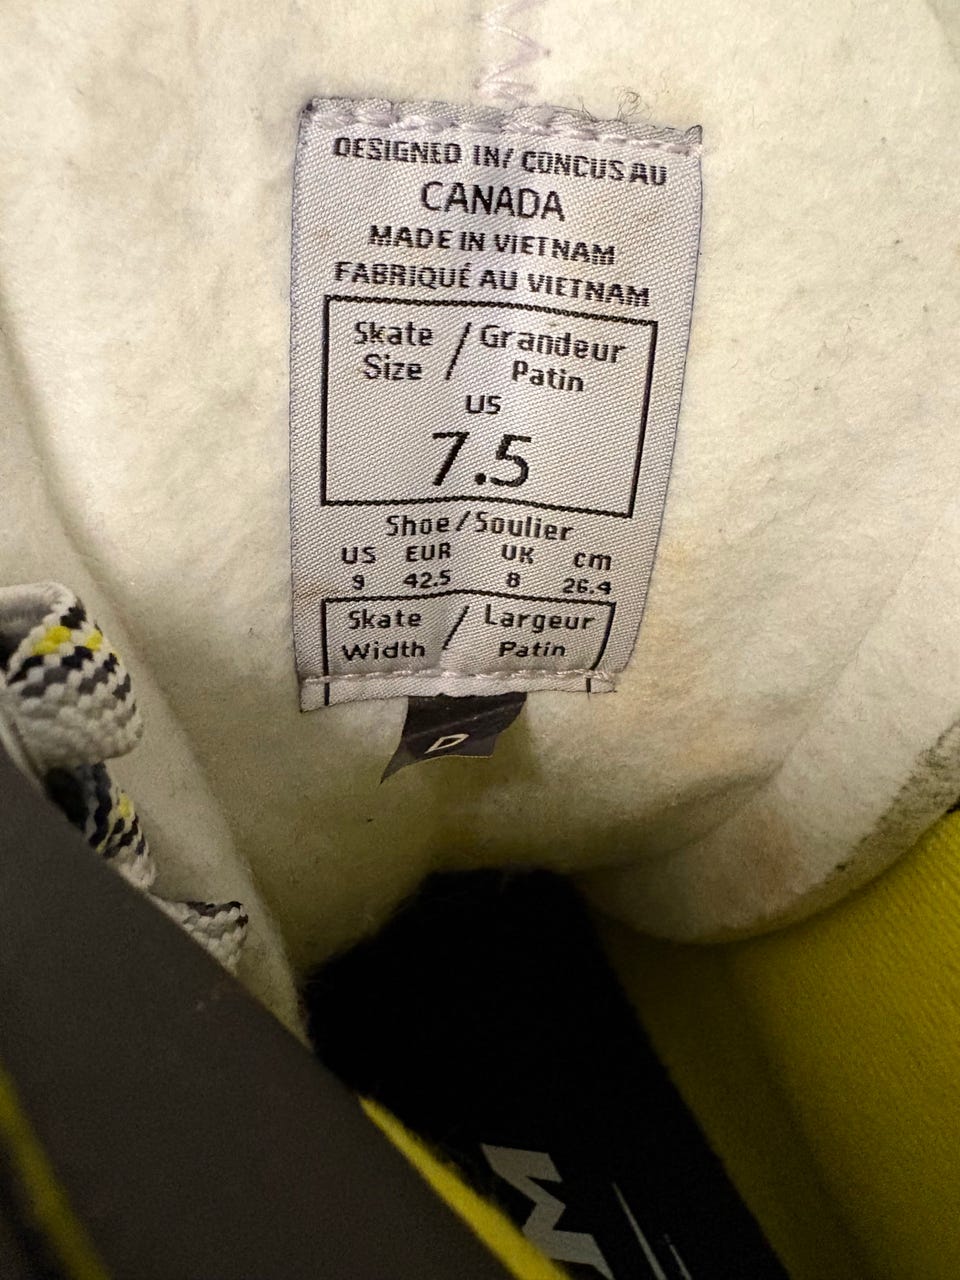 DESIGNED IN/ CONCUS AU
CANADA
MADE IN VIETNAM
FABRIQUÉ AU VIETNAM
Skate / Grandeur
Size Patin
US
7.5
Shoe/Soulier
US EUR UK cm
9 42.5 8 26.4
Skate / Largeur
Width Patin
D